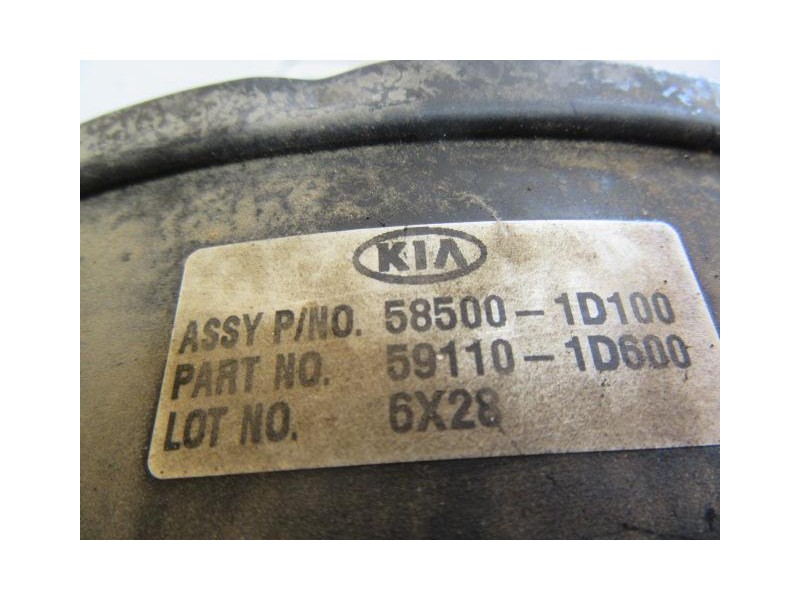 KIA
ASSY P/NO. 58500-1D100
PART NO. 59110-1D600
LOT NO. 6X28